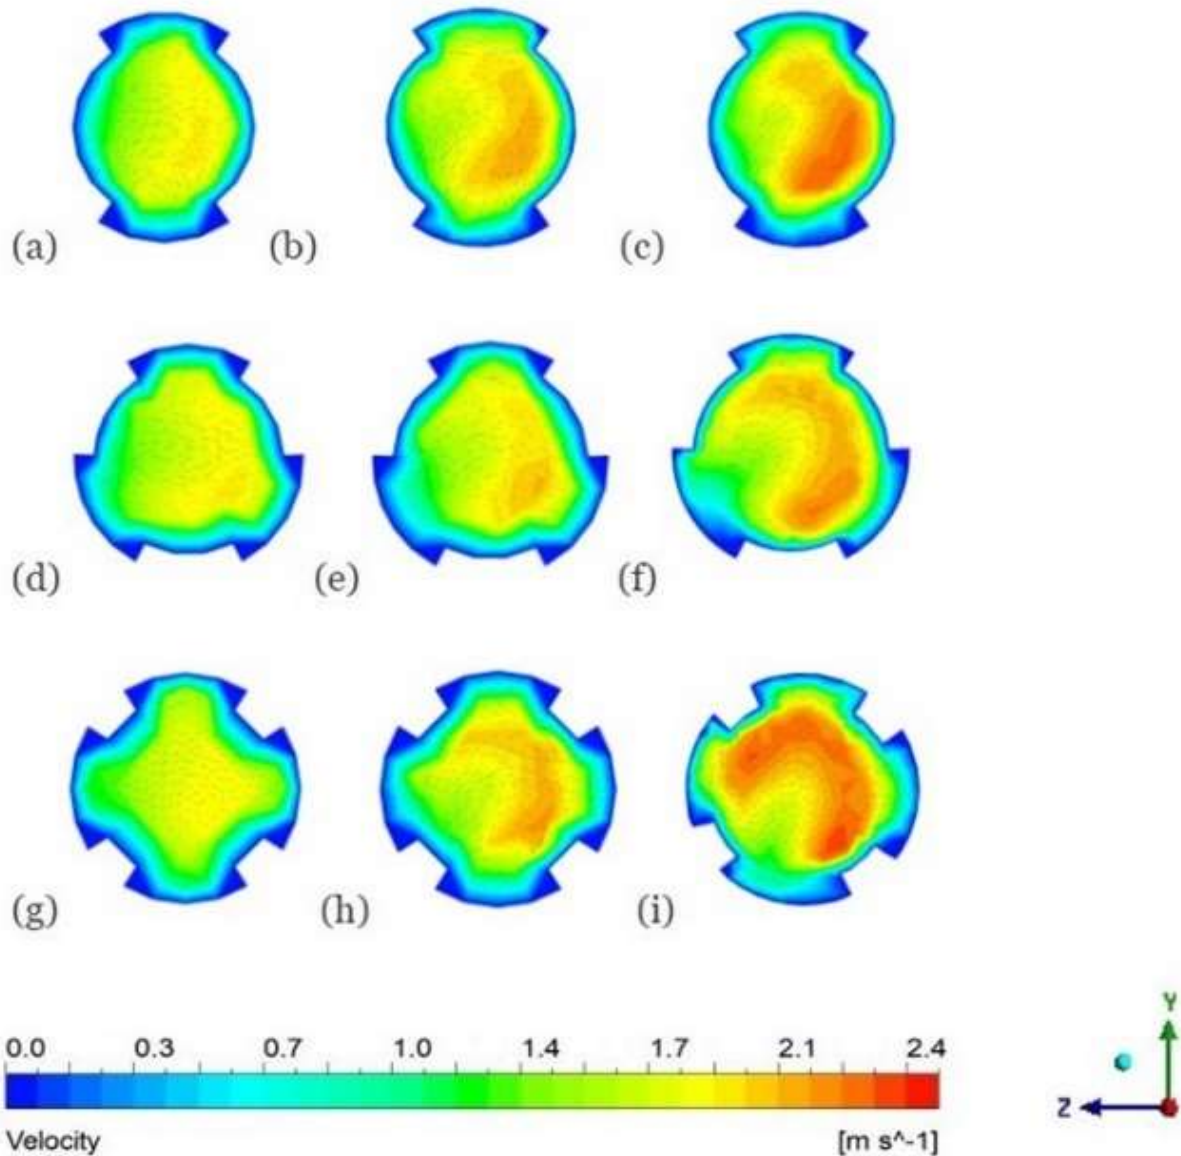 (a) (b) (c)
(d) (e) (f)
(g) (h) (i)
0.0 0.3 0.7 1.0 1.4 1.7 2.1 2.4
Y
Z
Velocity [m s^-1]